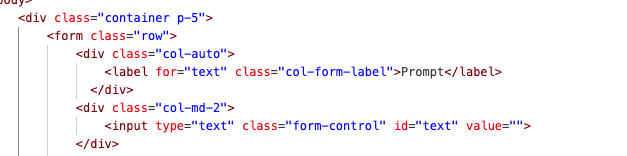 body>
<div class="container p-5">
<form class="row">
<div class="col-auto">
<label for="text" class="col-form-label">Prompt</label>
</div>
<div class="col-md-2">
<input type="text" class="form-control" id="text" value="">
</div>